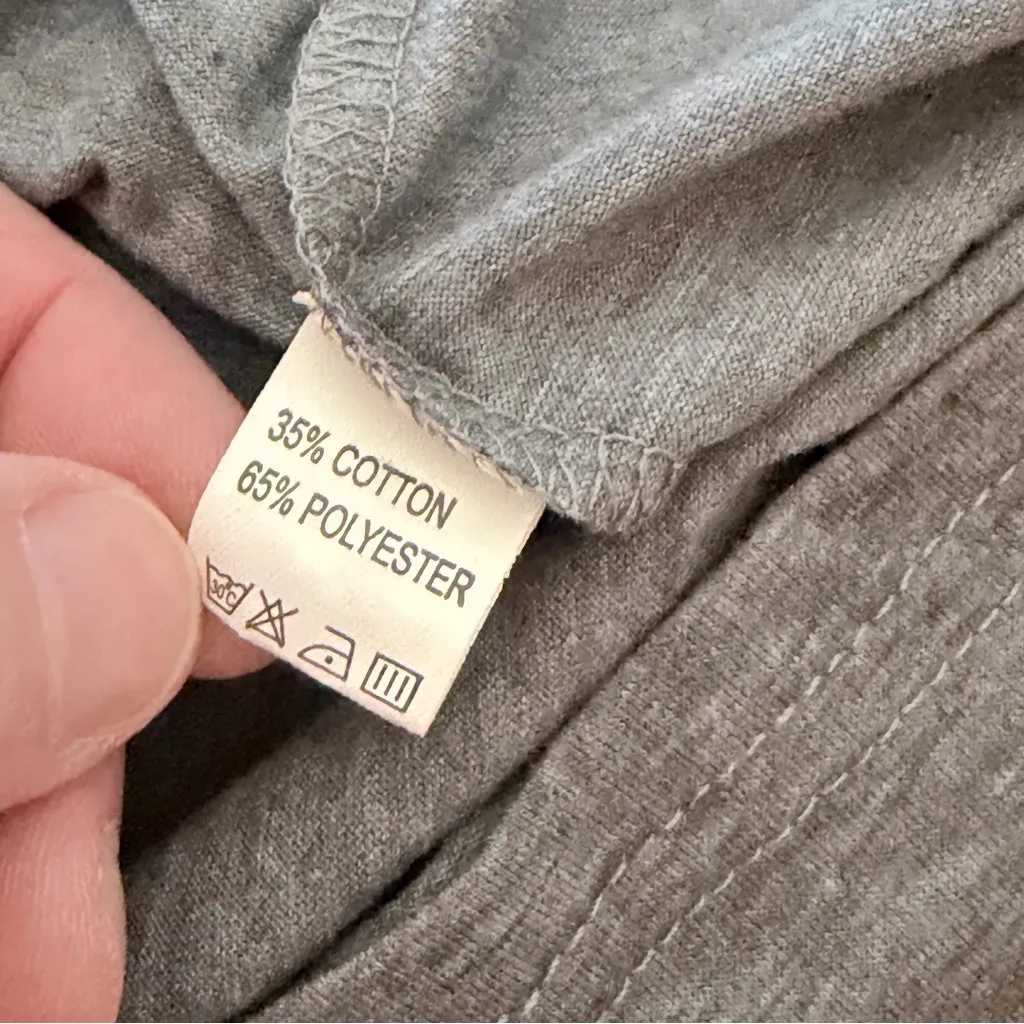 35% COTTON
65% POLYESTER
30°C